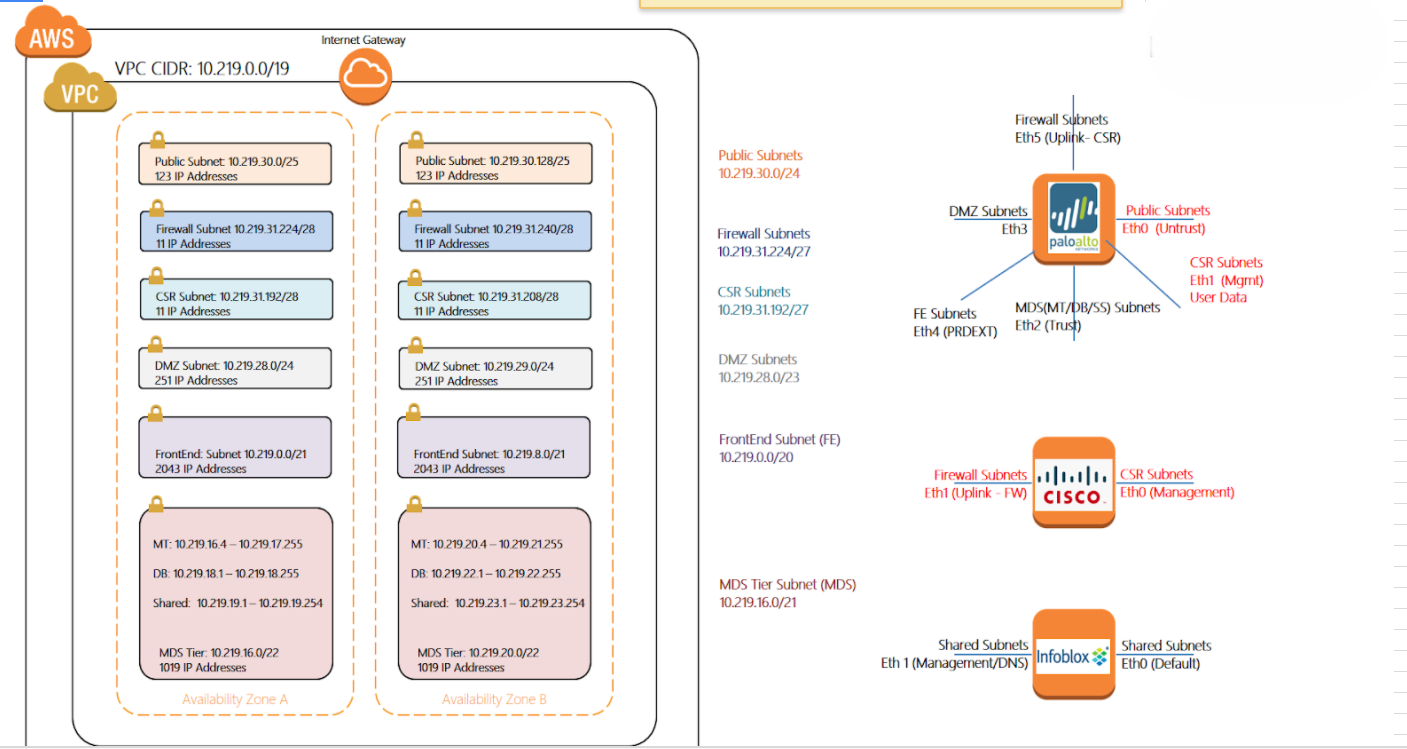 AWS
VPC
Internet Gateway
VPC CIDR: 10.219.0.0/19
Public Subnet: 10.219.30.0/25
123 IP Addresses
Firewall Subnet 10.219.31.224/28
11 IP Addresses
CSR Subnet: 10.219.31.192/28
11 IP Addresses
DMZ Subnet: 10.219.28.0/24
251 IP Addresses
FrontEnd: Subnet 10.219.0.0/21
2043 IP Addresses
MT: 10.219.16.4 – 10.219.17.255
DB: 10.219.18.1 – 10.219.18.255
Shared: 10.219.19.1 – 10.219.19.254
MDS Tier: 10.219.16.0/22
1019 IP Addresses
Availability Zone A
Public Subnet: 10.219.30.128/25
123 IP Addresses
Firewall Subnet: 10.219.31.240/28
11 IP Addresses
CSR Subnet: 10.219.31.208/28
11 IP Addresses
DMZ Subnet: 10.219.29.0/24
251 IP Addresses
FrontEnd Subnet: 10.219.8.0/21
2043 IP Addresses
MT: 10.219.20.4 – 10.219.21.255
DB: 10.219.22.1 – 10.219.22.255
Shared: 10.219.23.1 – 10.219.23.254
MDS Tier: 10.219.20.0/22
1019 IP Addresses
Availability Zone B
Public Subnets
10.219.30.0/24
Firewall Subnets
10.219.31.224/27
CSR Subnets
10.219.31.192/27
DMZ Subnets
10.219.28.0/23
FrontEnd Subnet (FE)
10.219.0.0/20
MDS Tier Subnet (MDS)
10.219.16.0/21
Firewall Subnets
Eth5 (Uplink- CSR)
DMZ Subnets
Eth3
paloalto
NETWORKS
Public Subnets
Eth0 (Untrust)
CSR Subnets
Eth1 (Mgmt)
User Data
FE Subnets
Eth4 (PRDEXT)
MDS(MT/DB/SS) Subnets
Eth2 (Trust)
Firewall Subnets
Eth1 (Uplink - FW)
CISCO
CSR Subnets
Eth0 (Management)
Shared Subnets
Eth 1 (Management/DNS)
Infoblox
Shared Subnets
Eth0 (Default)